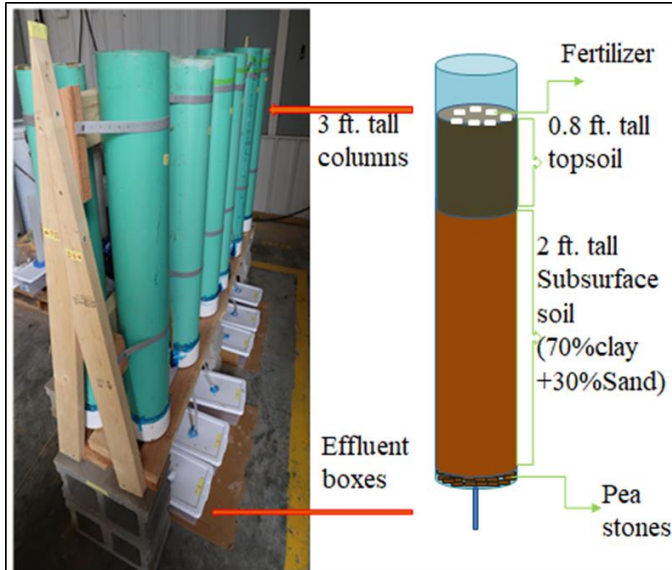 Fertilizer
3 ft. tall
columns
0.8 ft. tall
topsoil
2 ft. tall
Subsurface
soil
(70%clay
+30%Sand)
Effluent
boxes
Pea
stones